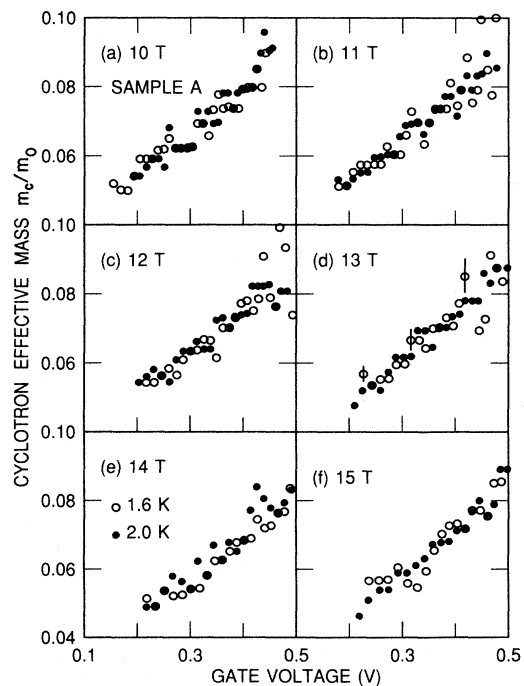 CYCLOTRON EFFECTIVE MASS mc/m0
0.10
0.08
0.06
0.10
0.08
0.06
0.10
0.08
0.06
0.04
(a) 10 T
SAMPLE A
(b) 11 T
(c) 12 T
(d) 13 T
(e) 14 T
1.6 K
2.0 K
(f) 15 T
0.1 0.3 0.5 0.3 0.5
GATE VOLTAGE (V)